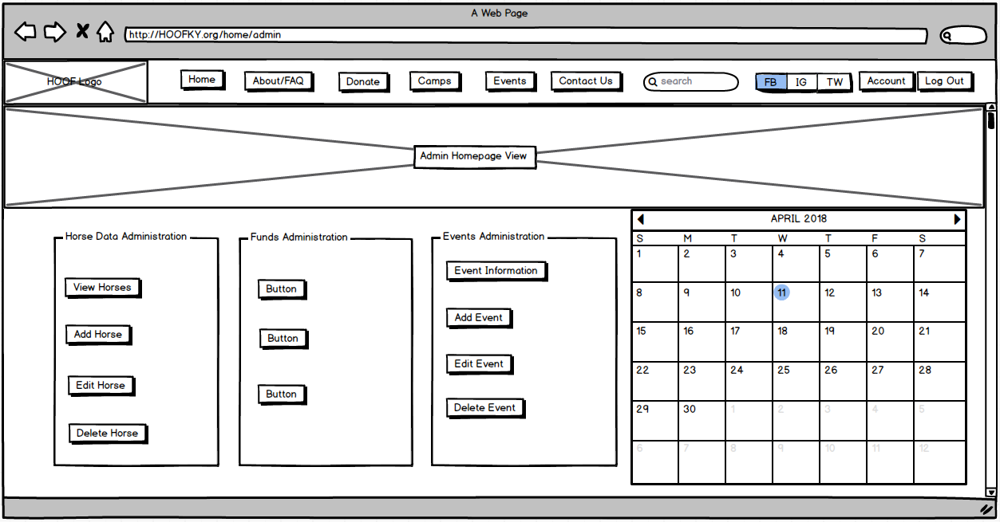 A Web Page
http://HOOFKY.org/home/admin
HOOF Logo
Home About/FAQ Donate Camps Events Contact Us search FB IG TW Account Log Out
Admin Homepage View
Horse Data Administration
View Horses
Add Horse
Edit Horse
Delete Horse
Funds Administration
Button
Button
Button
Events Administration
Event Information
Add Event
Edit Event
Delete Event
APRIL 2018
S M T W T F S
1 2 3 4 5 6 7
8 9 10 11 12 13 14
15 16 17 18 19 20 21
22 23 24 25 26 27 28
29 30 1 2 3 4 5
6 7 8 9 10 11 12